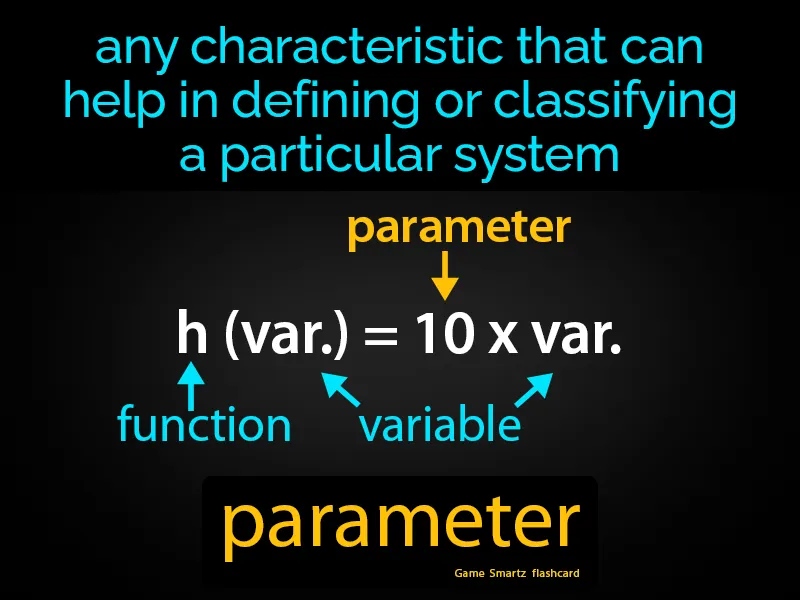 any characteristic that can
help in defining or classifying
a particular system
parameter
h (var.) = 10 x var.
function variable
parameter
Game Smartz flashcard